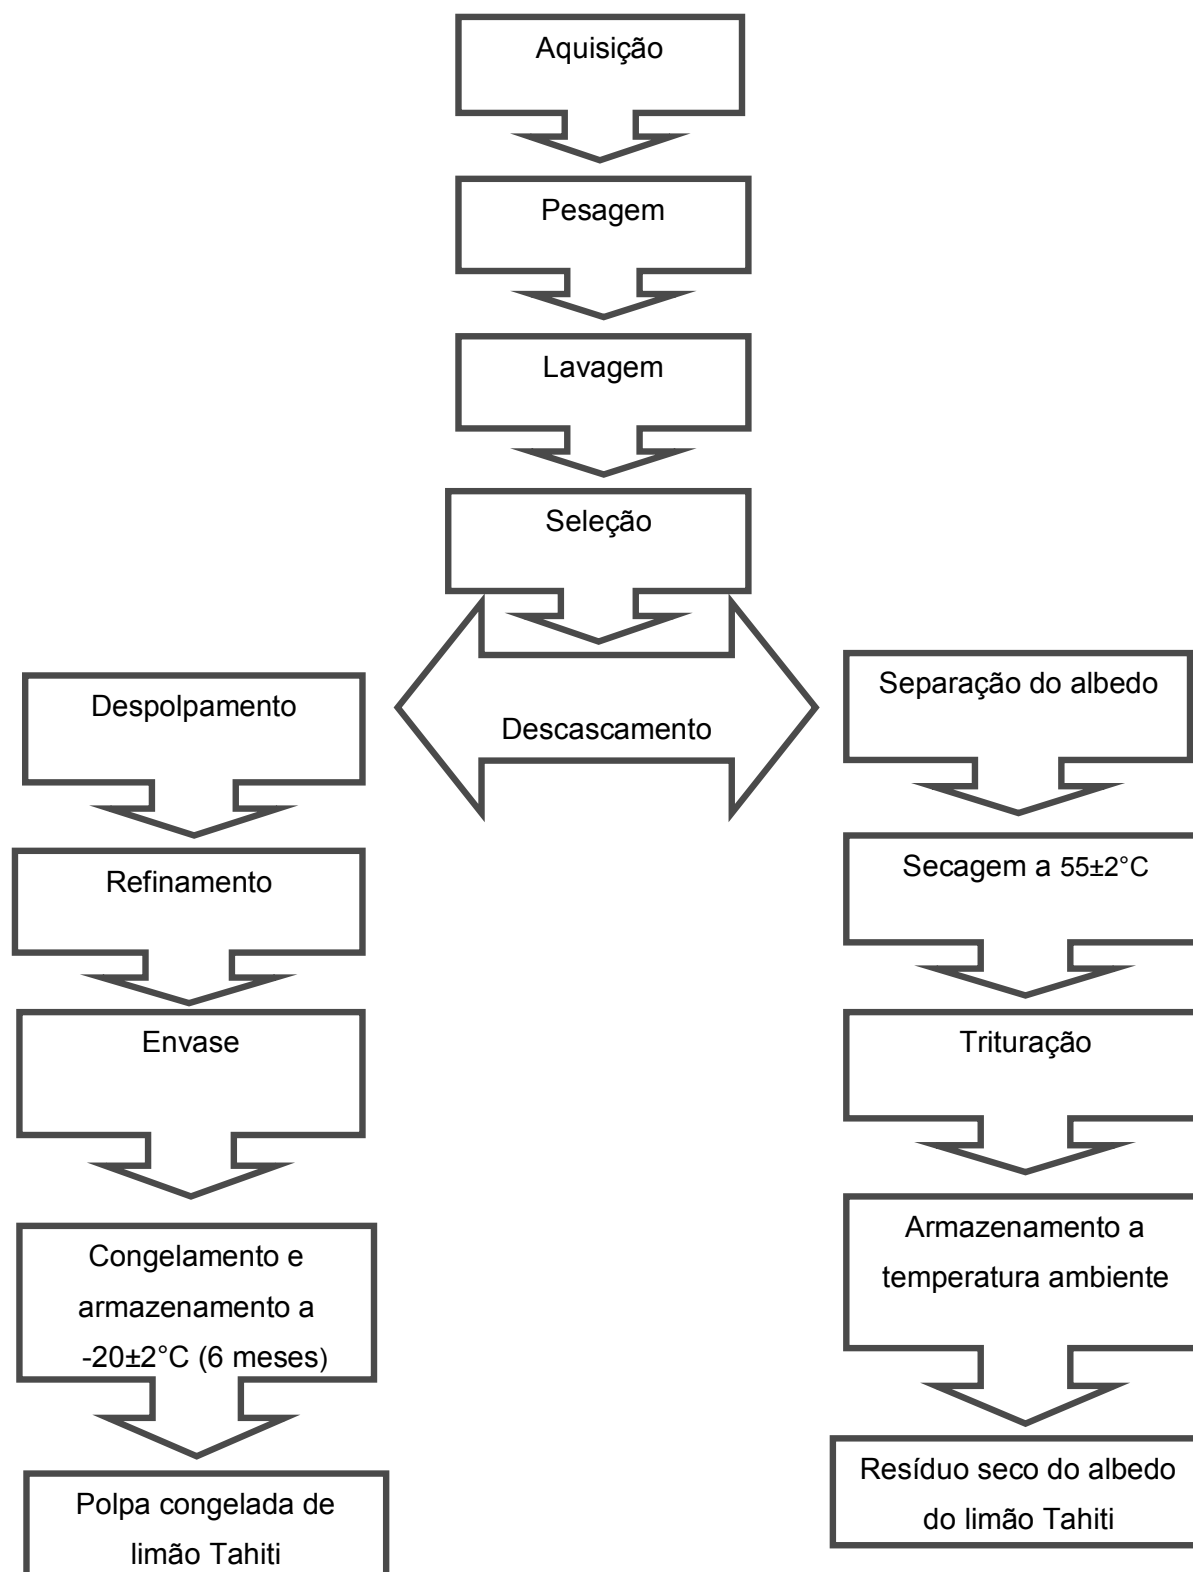 Aquisição
Pesagem
Lavagem
Seleção
Descascamento
Despolpamento
Refinamento
Envase
Congelamento e
armazenamento a
-20±2°C (6 meses)
Polpa congelada de
limão Tahiti
Separação do albedo
Secagem a 55±2°C
Trituração
Armazenamento a
temperatura ambiente
Resíduo seco do albedo
do limão Tahiti